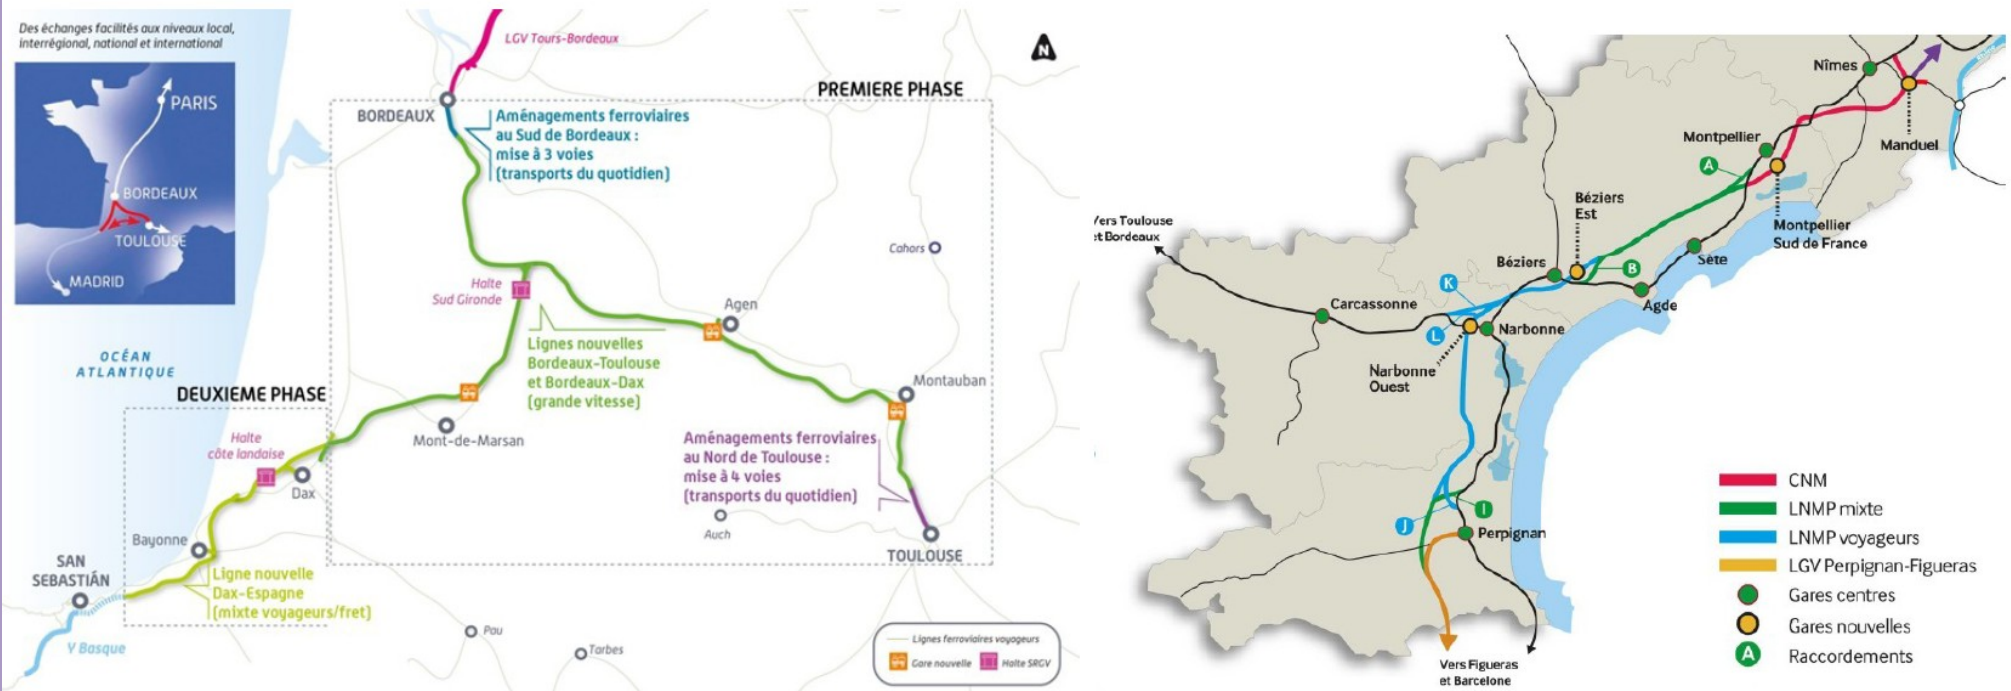 Des échanges facilités aux niveaux local,
interrégional, national et international
PARIS
BORDEAUX
TOULOUSE
MADRID
LGV Tours-Bordeaux
N
PREMIERE PHASE
BORDEAUX
Aménagements ferroviaires
au Sud de Bordeaux :
mise à 3 voies
(transports du quotidien)
Cahors
Halte
Sud Gironde
Agen
Lignes nouvelles
Bordeaux-Toulouse
et Bordeaux-Dax
(grande vitesse)
OCÉAN
ATLANTIQUE
DEUXIEME PHASE
Montauban
Mont-de-Marsan
Halte
côte landaise
Dax
Aménagements ferroviaires
au Nord de Toulouse :
mise à 4 voies
(transports du quotidien)
Auch
TOULOUSE
Bayonne
SAN
SEBASTIÁN
Ligne nouvelle
Dax-Espagne
(mixte voyageurs/fret)
Y Basque
Pau
Tarbes
Lignes ferroviaires voyageurs
Gare nouvelle
Halte SRGV
Nîmes
Manduel
Montpellier
A
Montpellier
Sud de France
Béziers
Est
Vers Toulouse
et Bordeaux
Béziers
B
Sète
Agde
K
Carcassonne
L
Narbonne
Narbonne
Ouest
I
J
Perpignan
Vers Figueras
et Barcelone
CNM
LNMP mixte
LNMP voyageurs
LGV Perpignan-Figueras
Gares centres
Gares nouvelles
A
Raccordements